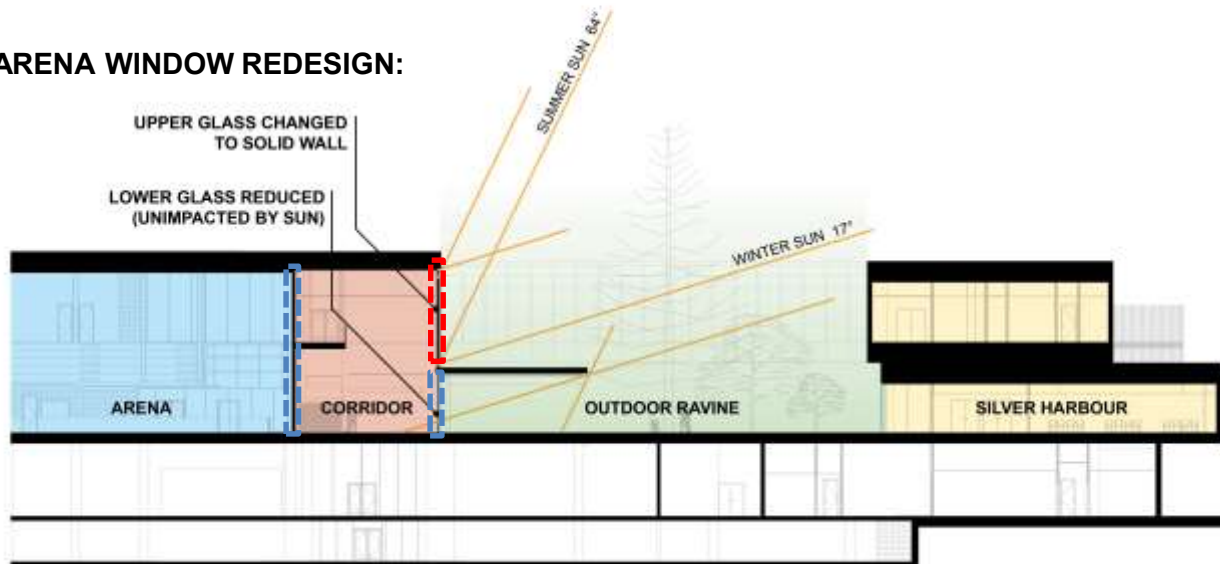 ARENA WINDOW REDESIGN:
UPPER GLASS CHANGED
TO SOLID WALL
LOWER GLASS REDUCED
(UNIMPACTED BY SUN)
SUMMER SUN 64°
WINTER SUN 17°
ARENA
CORRIDOR
OUTDOOR RAVINE
SILVER HARBOUR